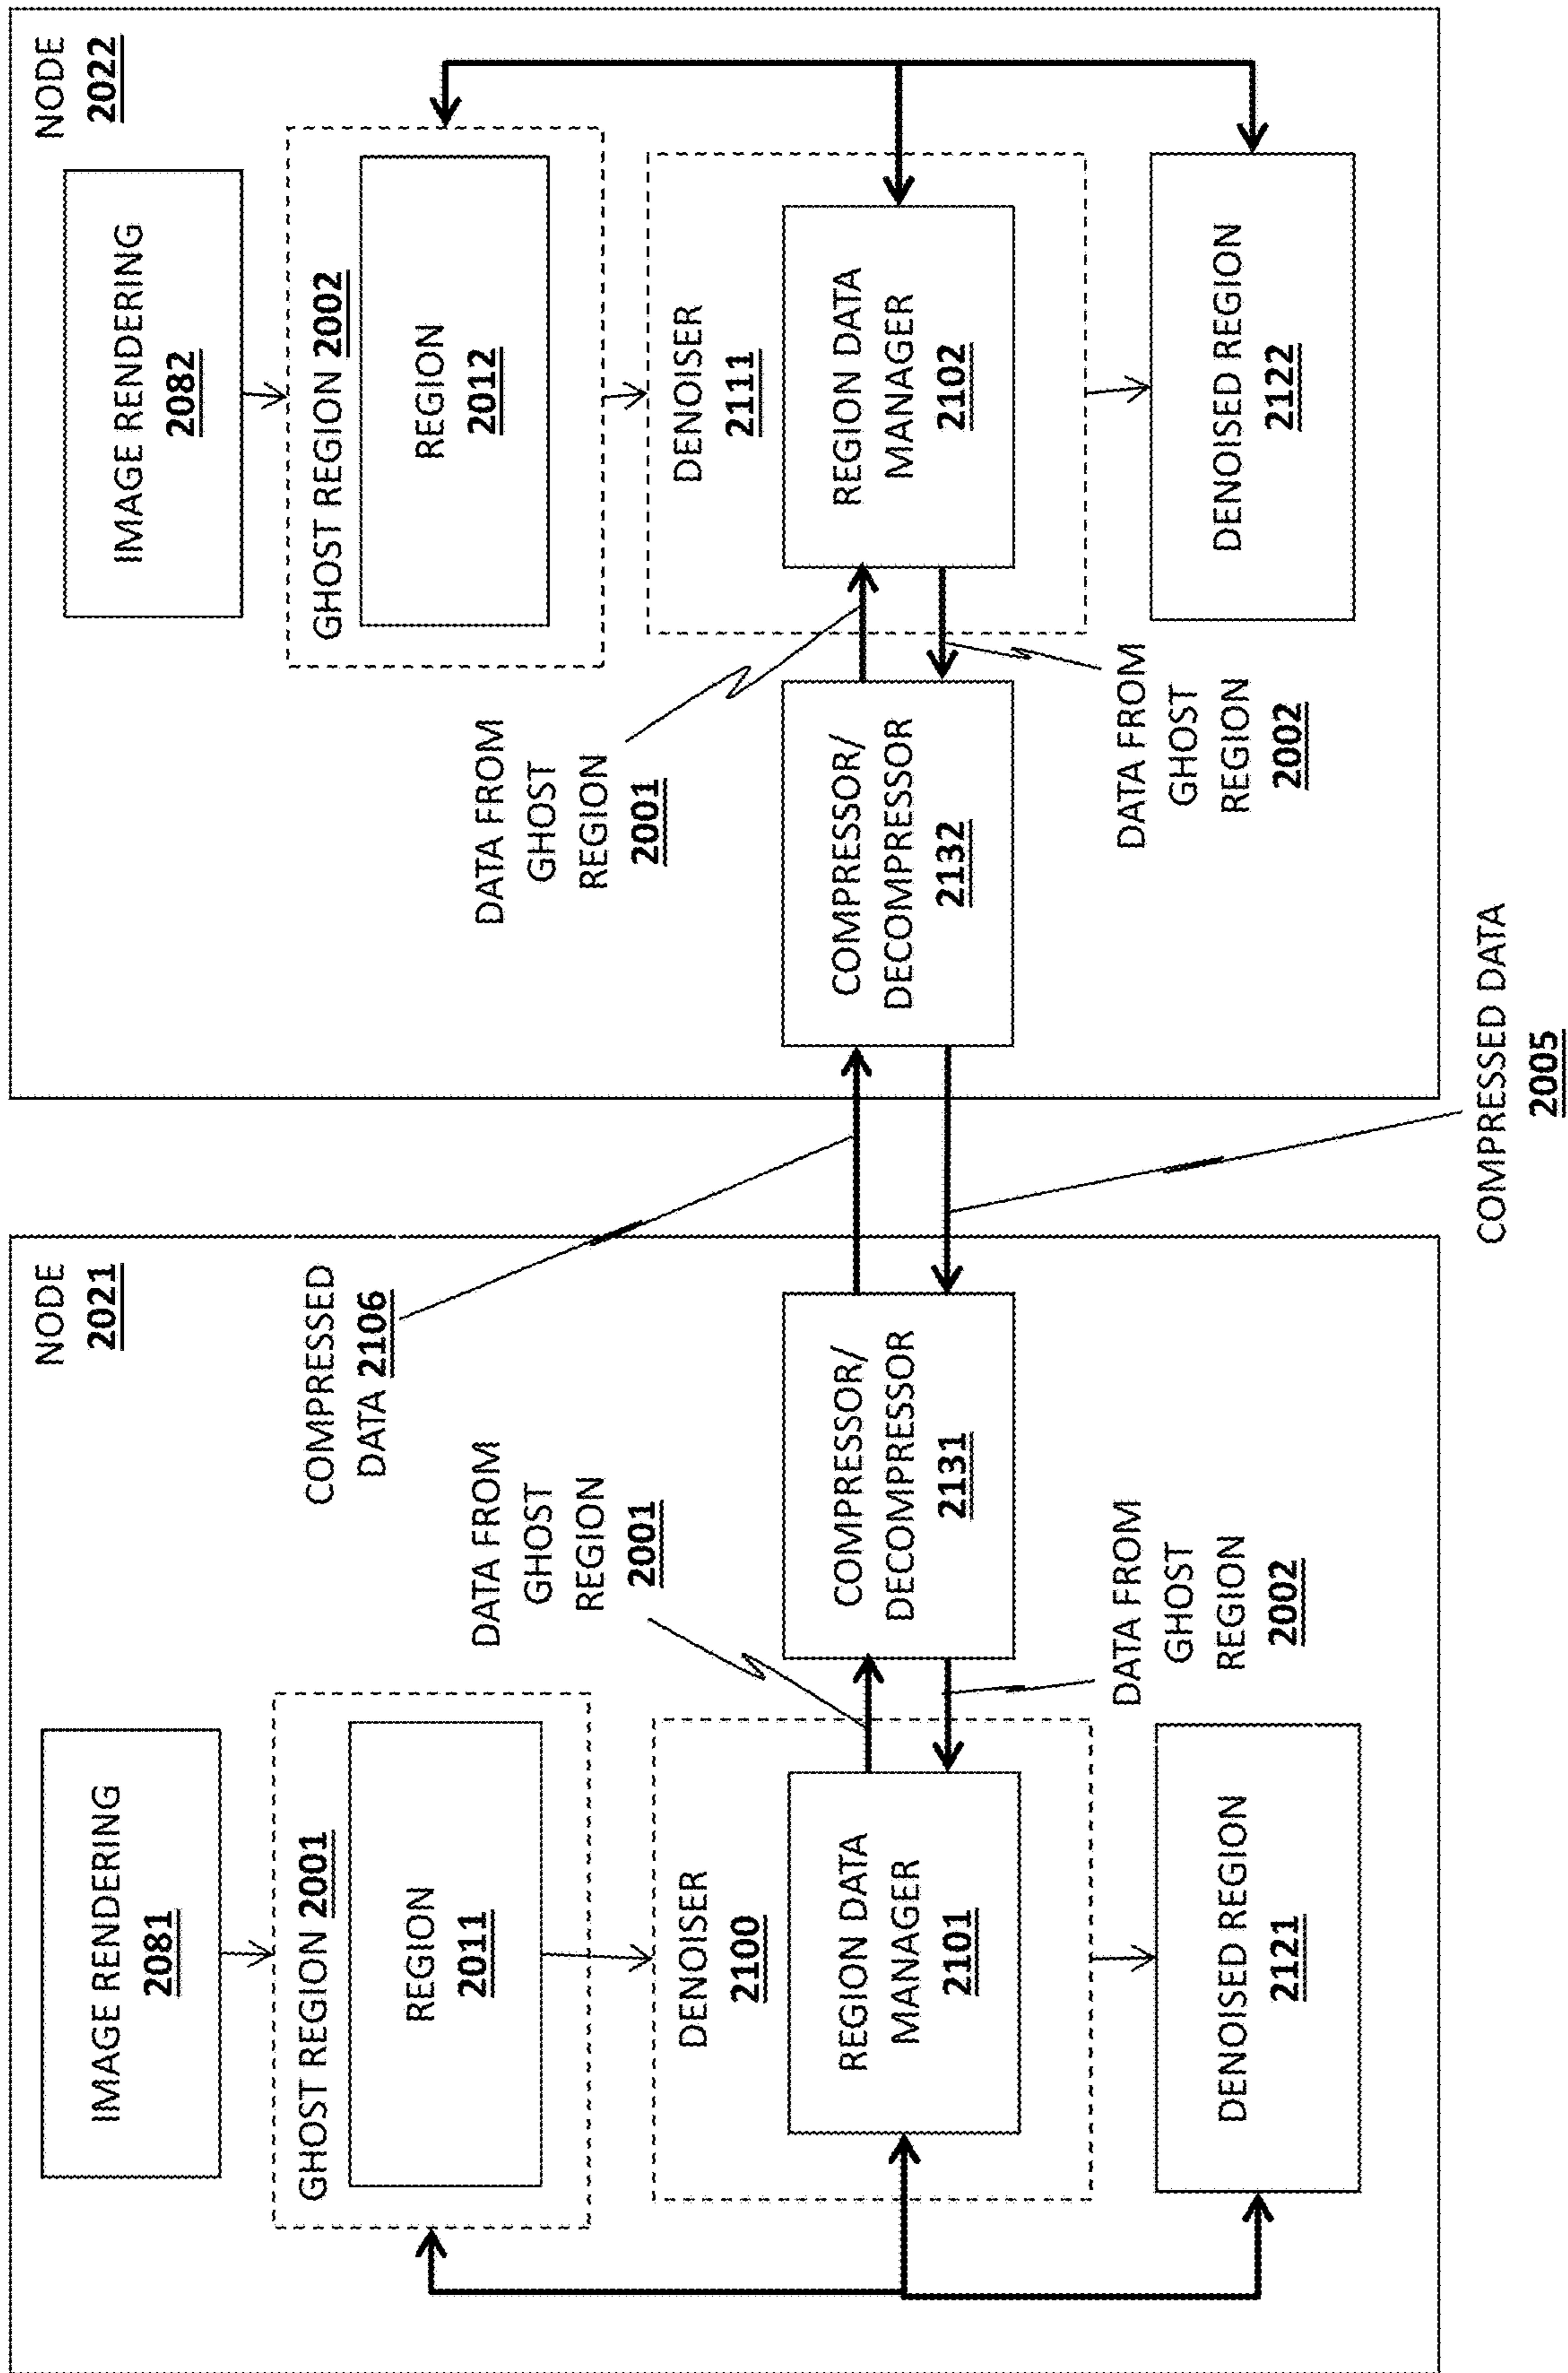 NODE
2021
IMAGE RENDERING
2081
GHOST REGION 2001
REGION
2011
DENOISER
2100
REGION DATA
MANAGER
2101
DENOISED REGION
2121
COMPRESSED
DATA 2106
DATA FROM
GHOST
REGION
2001
COMPRESSOR/
DECOMPRESSOR
2131
DATA FROM
GHOST
REGION
2002
NODE
2022
IMAGE RENDERING
2082
GHOST REGION 2002
REGION
2012
DENOISER
2111
REGION DATA
MANAGER
2102
DENOISED REGION
2122
DATA FROM
GHOST
REGION
2001
COMPRESSOR/
DECOMPRESSOR
2132
DATA FROM
GHOST
REGION
2002
COMPRESSED DATA
2005